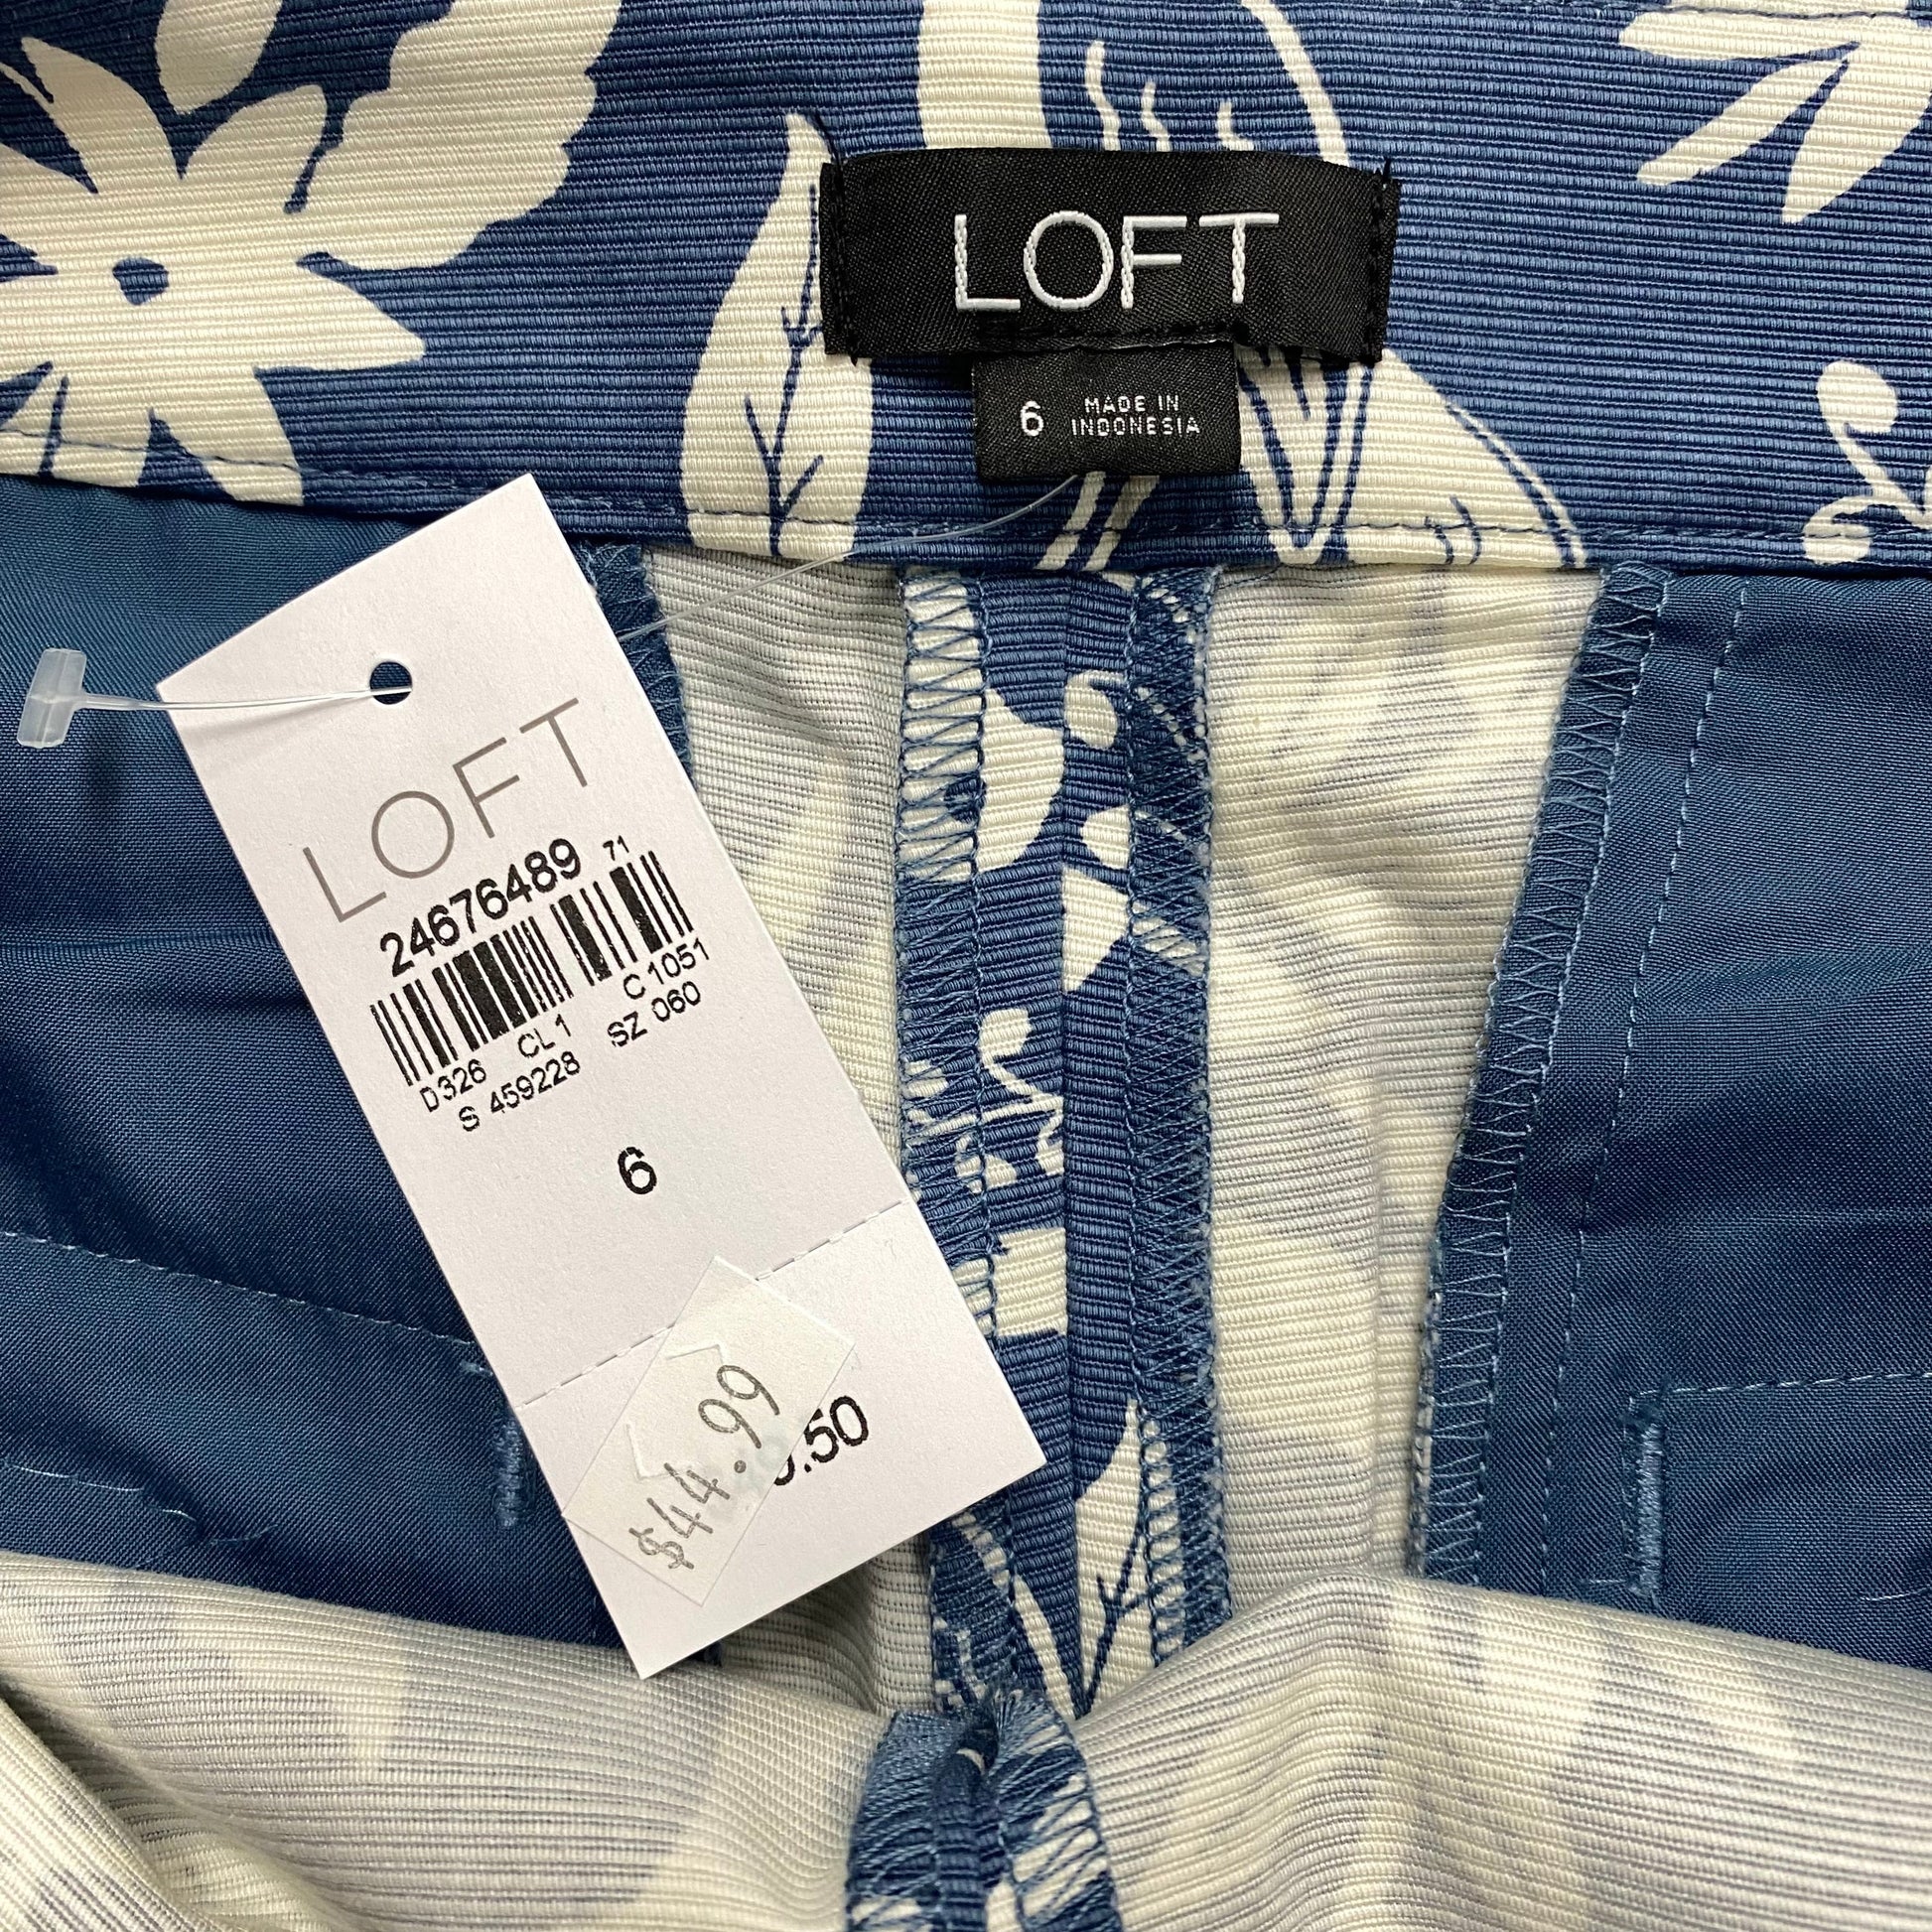 LOFT
6 MADE IN
INDONESIA
LOFT
24676489 71
C 1051
D326 CL 1 SZ 060
S 459228
6
$44.99
.50